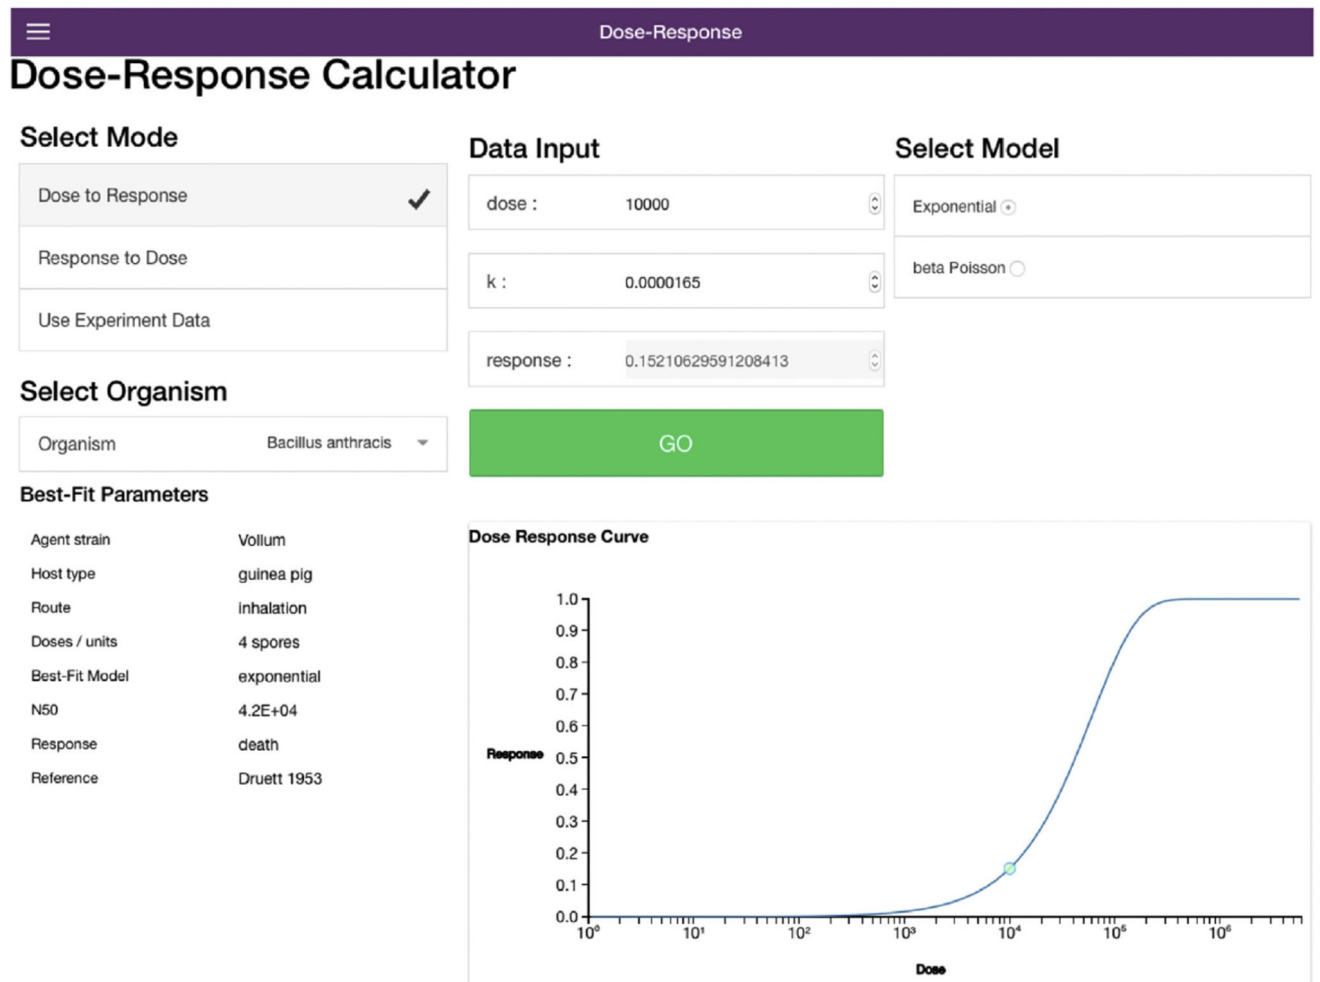 Dose-Response
Dose-Response Calculator
Select Mode
Dose to Response
Response to Dose
Use Experiment Data
Select Organism
Organism Bacillus anthracis
Best-Fit Parameters
Agent strain Vollum
Host type guinea pig
Route inhalation
Doses / units 4 spores
Best-Fit Model exponential
N50 4.2E+04
Response death
Reference Druett 1953
Data Input
dose : 10000
k : 0.0000165
response : 0.15210629591208413
GO
Select Model
Exponential
beta Poisson
Dose Response Curve
1.0
0.9
0.8
0.7
0.6
Response 0.5
0.4
0.3
0.2
0.1
0.0
10⁰ 10¹ 10² 10³ 10⁴ 10⁵ 10⁶
Dose